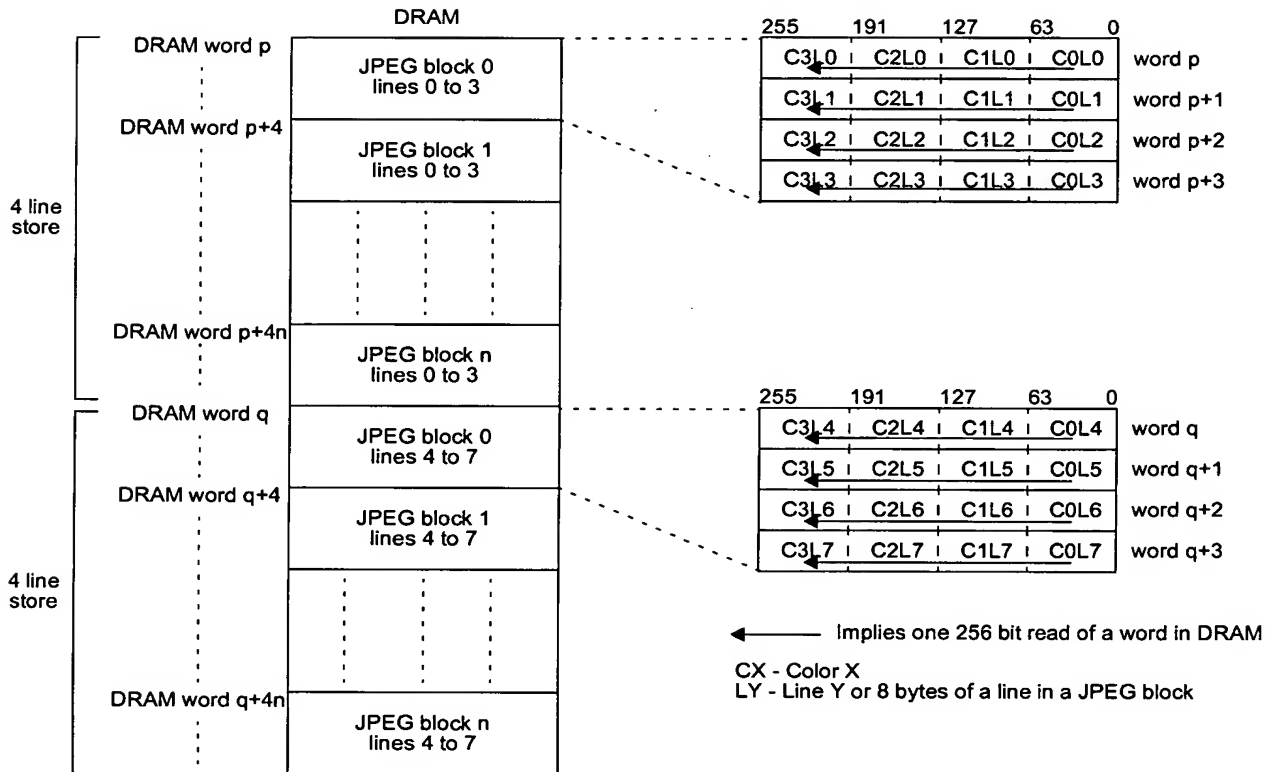 DRAM
DRAM word p
JPEG block 0
lines 0 to 3
DRAM word p+4
JPEG block 1
lines 0 to 3
4 line
store
DRAM word p+4n
JPEG block n
lines 0 to 3
DRAM word q
JPEG block 0
lines 4 to 7
DRAM word q+4
JPEG block 1
lines 4 to 7
4 line
store
DRAM word q+4n
JPEG block n
lines 4 to 7
255 191 127 63 0
C3L0 C2L0 C1L0 C0L0 word p
C3L1 C2L1 C1L1 C0L1 word p+1
C3L2 C2L2 C1L2 C0L2 word p+2
C3L3 C2L3 C1L3 C0L3 word p+3
255 191 127 63 0
C3L4 C2L4 C1L4 C0L4 word q
C3L5 C2L5 C1L5 C0L5 word q+1
C3L6 C2L6 C1L6 C0L6 word q+2
C3L7 C2L7 C1L7 C0L7 word q+3
Implies one 256 bit read of a word in DRAM
CX - Color X
LY - Line Y or 8 bytes of a line in a JPEG block